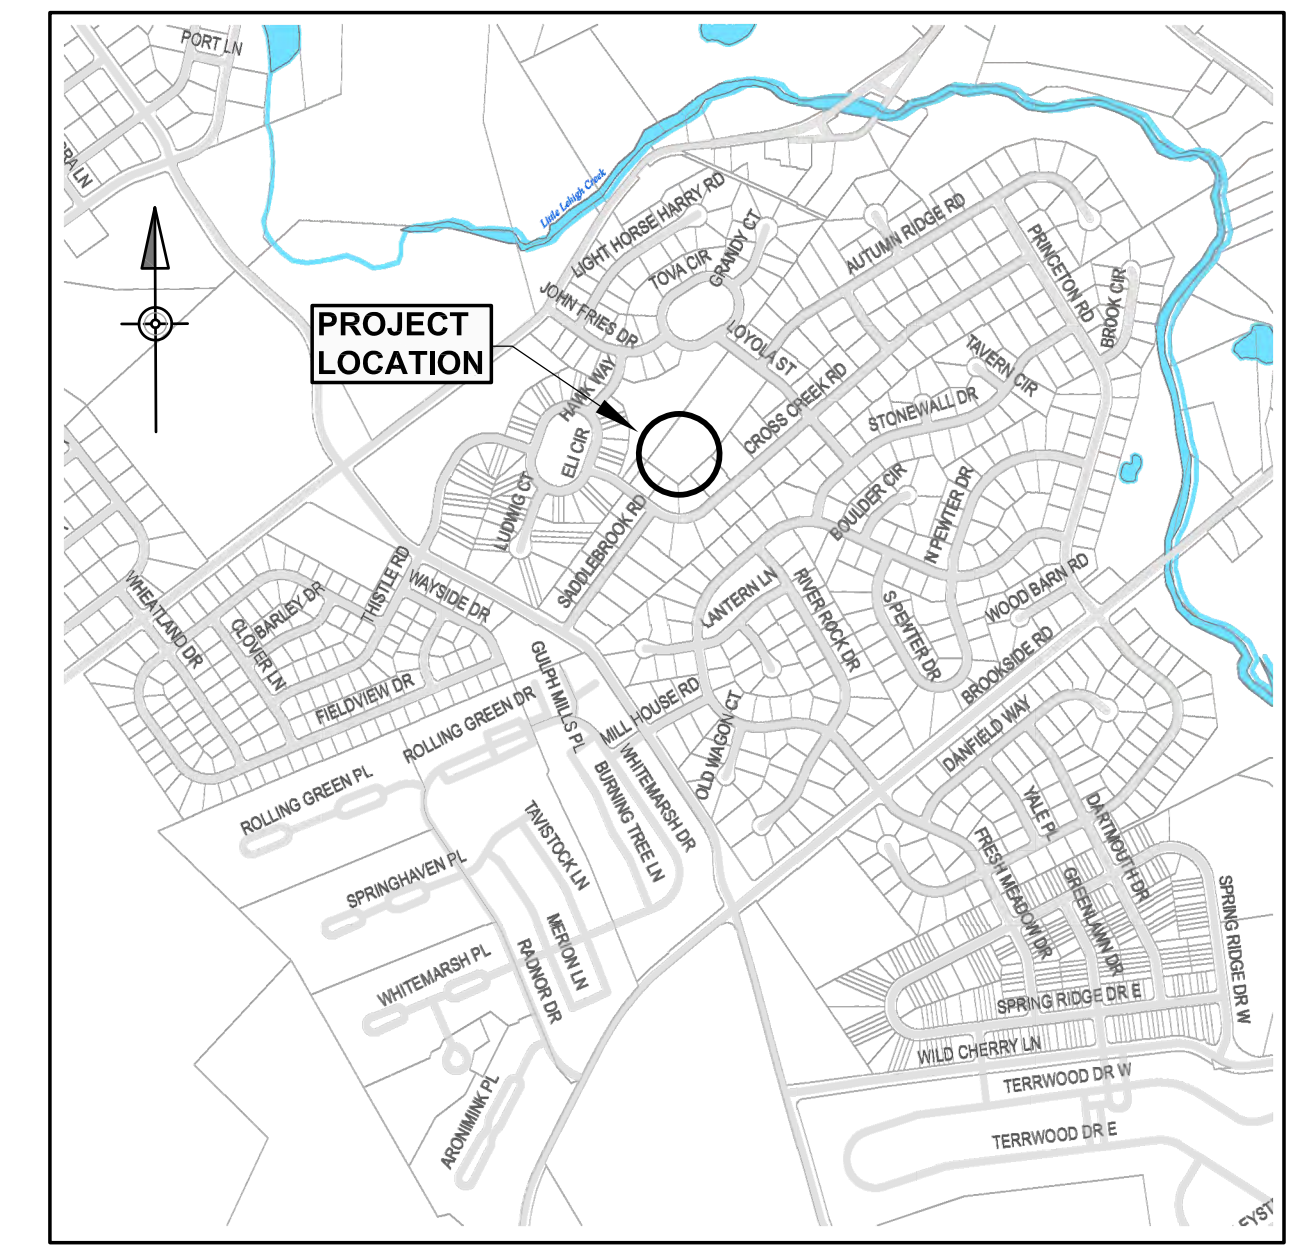 PORT LN
RRA LN
Little Lehigh Creek
LIGHT HORSE HARRY RD
TOVA CIR
GRANDY CT
AUTUMN RIDGE RD
PRINCETON RD
BROOK CIR
JOHN FRIES DR
PROJECT
LOCATION
LOYOLA ST
TAVERN CIR
HAWK WAY
CROSS CREEK RD
STONEWALL DR
ELI CIR
LUDWIG CT
BOULDER CIR
N PEWTER DR
SADDLEBROOK RD
THISTLE RD
WAYSIDE DR
WHEATLAND DR
BARLEY DR
CLOVER LN
LANTERN LN
RIVER ROCK DR
S PEWTER DR
WOOD BARN RD
BROOKSIDE RD
FIELDVIEW DR
GULPH MILLS PL
ROLLING GREEN DR
MILL HOUSE RD
OLD WAGON CT
DANFIELD WAY
ROLLING GREEN PL
WHITEMARSH DR
BURNING TREE LN
TAVISTOCK LN
YALE PL
DARTMOUTH DR
FRESH MEADOW DR
GREENLAWN DR
SPRING RIDGE DR W
SPRINGHAVEN PL
MERION LN
RADNOR DR
WHITEMARSH PL
SPRING RIDGE DR E
WILD CHERRY LN
TERRWOOD DR W
ARONIMINK PL
TERRWOOD DR E
EYST